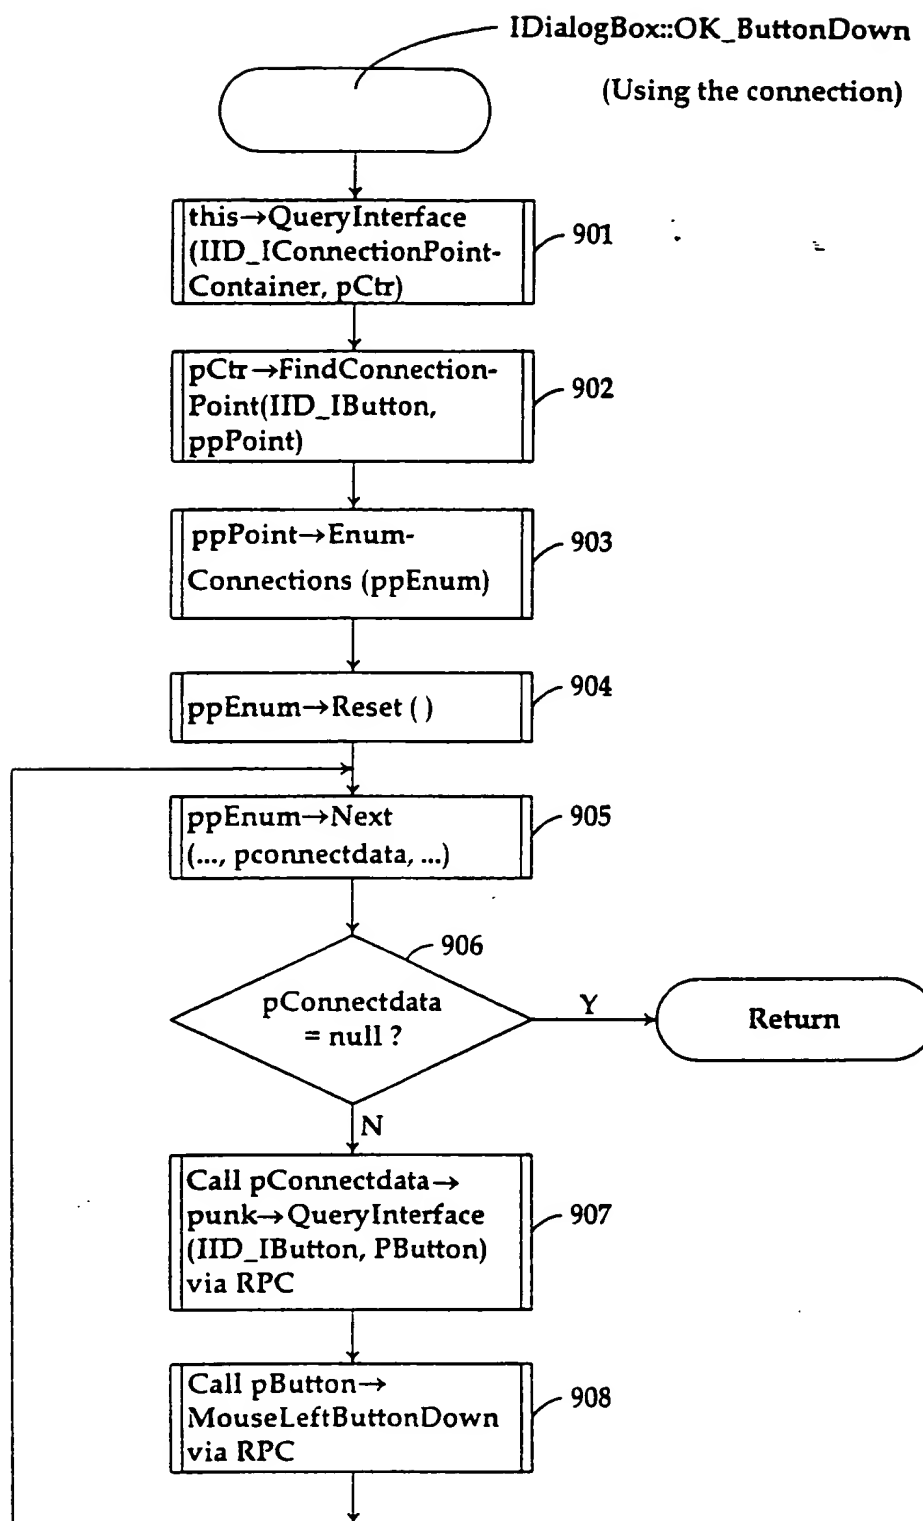 IDialogBox::OK_ButtonDown
(Using the connection)
this→QueryInterface
(IID_IConnectionPoint-
Container, pCtr)
901
pCtr→FindConnection-
Point(IID_IButton,
ppPoint)
902
ppPoint→Enum-
Connections (ppEnum)
903
ppEnum→Reset ( )
904
ppEnum→Next
(..., pconnectdata, ...)
905
906
pConnectdata
= null ?
Y
Return
N
Call pConnectdata→
punk→QueryInterface
(IID_IButton, PButton)
via RPC
907
Call pButton→
MouseLeftButtonDown
via RPC
908